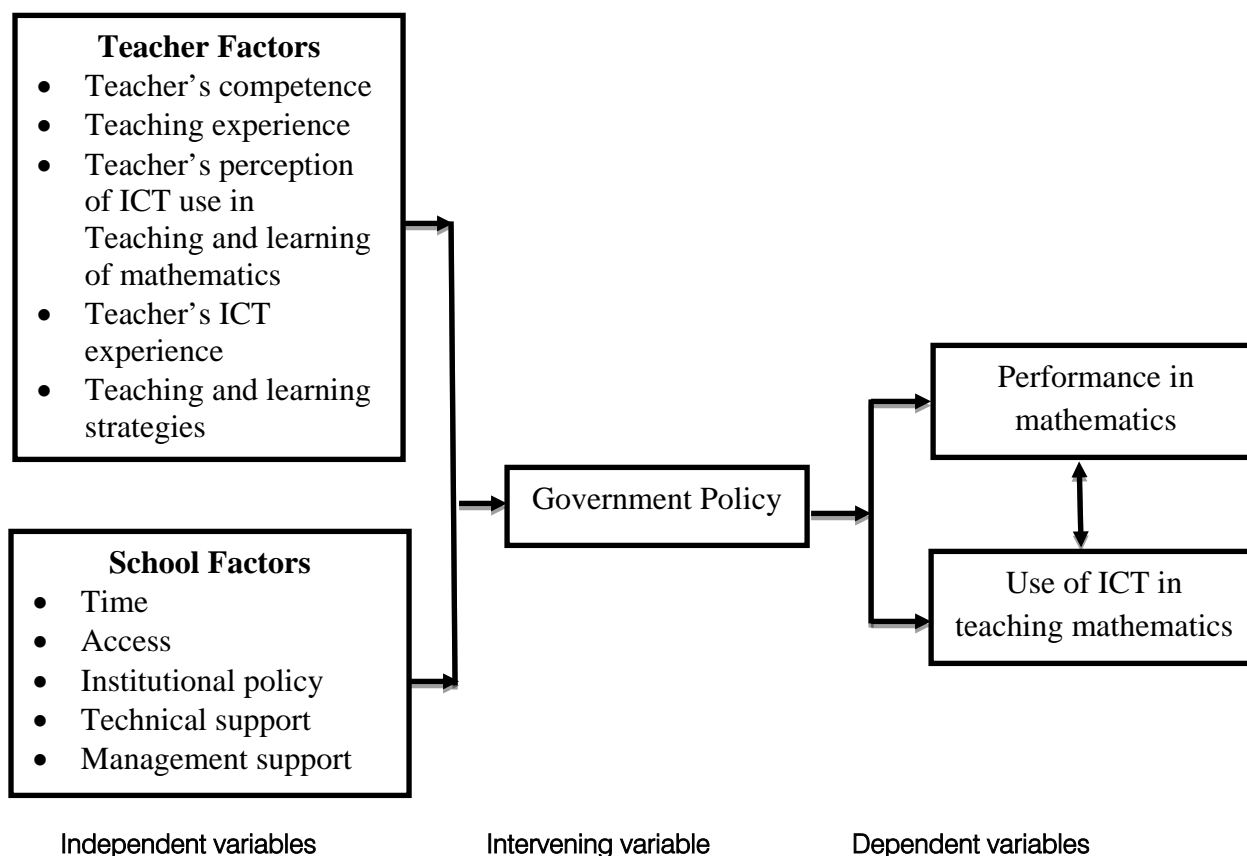 Teacher Factors
• Teacher’s competence
• Teaching experience
• Teacher’s perception
of ICT use in
Teaching and learning
of mathematics
• Teacher’s ICT
experience
• Teaching and learning
strategies
School Factors
• Time
• Access
• Institutional policy
• Technical support
• Management support
Government Policy
Performance in
mathematics
Use of ICT in
teaching mathematics
Independent variables
Intervening variable
Dependent variables